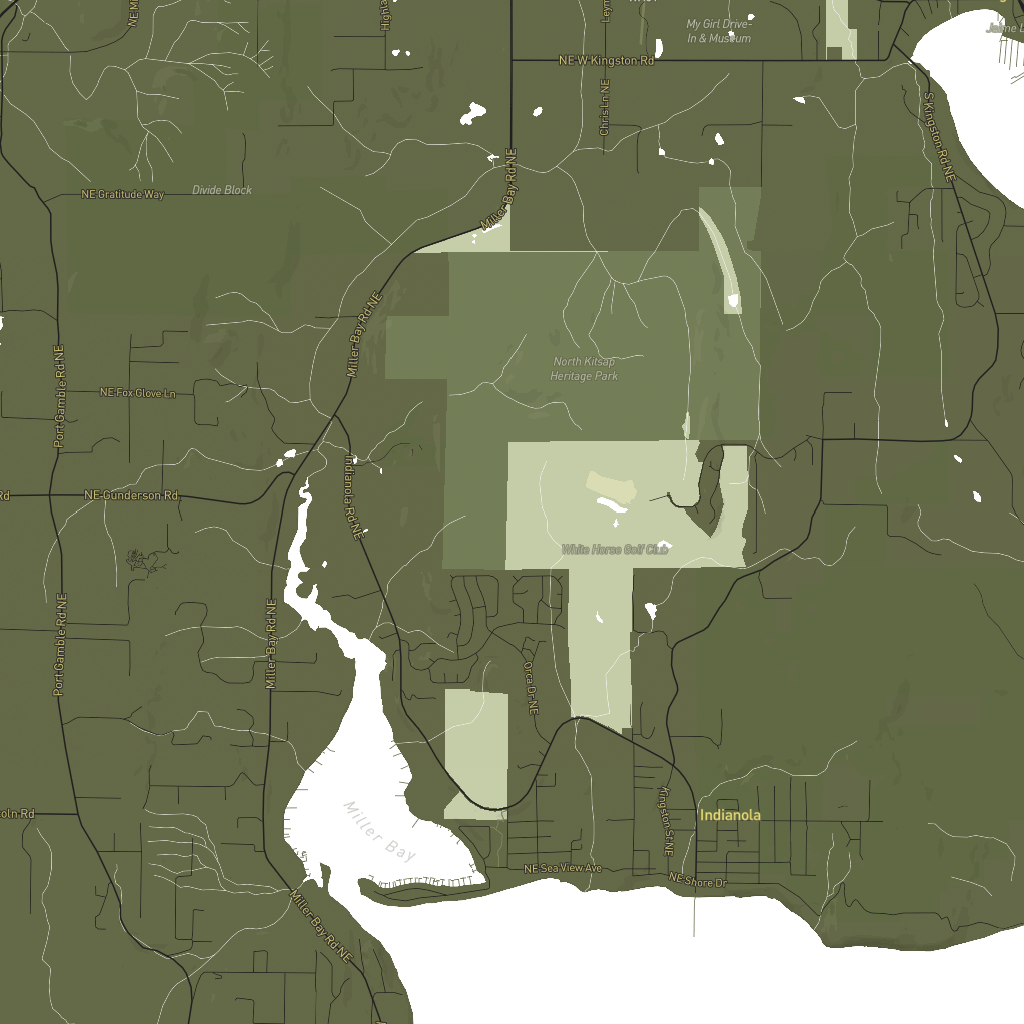 My Girl Drive-
In & Museum
NE W Kingston Rd
Chris Ln NE
S Kingston Rd NE
Miller Bay Rd NE
NE Gratitude Way
Divide Block
Miller Bay Rd NE
Port Gamble Rd NE
North Kitsap
Heritage Park
NE Fox Glove Ln
Indianola Rd NE
Rd
NE Gunderson Rd
White Horse Golf Club
Port Gamble Rd NE
Miller Bay Rd NE
Orca Dr NE
Kingston St NE
Indianola
oln Rd
Miller Bay
NE Sea View Ave
NE Shore Dr
Miller Bay Rd NE